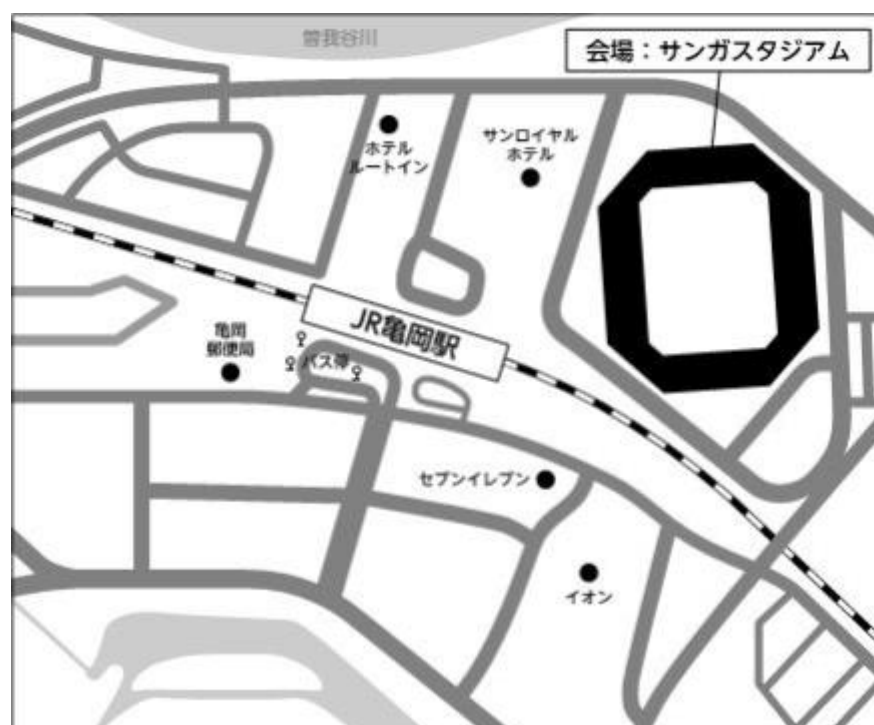 曽我谷川
会場：サンガスタジアム
ホテル
ルートイン
サンロイヤル
ホテル
JR亀岡駅
亀岡
郵便局
バス停
セブンイレブン
イオン